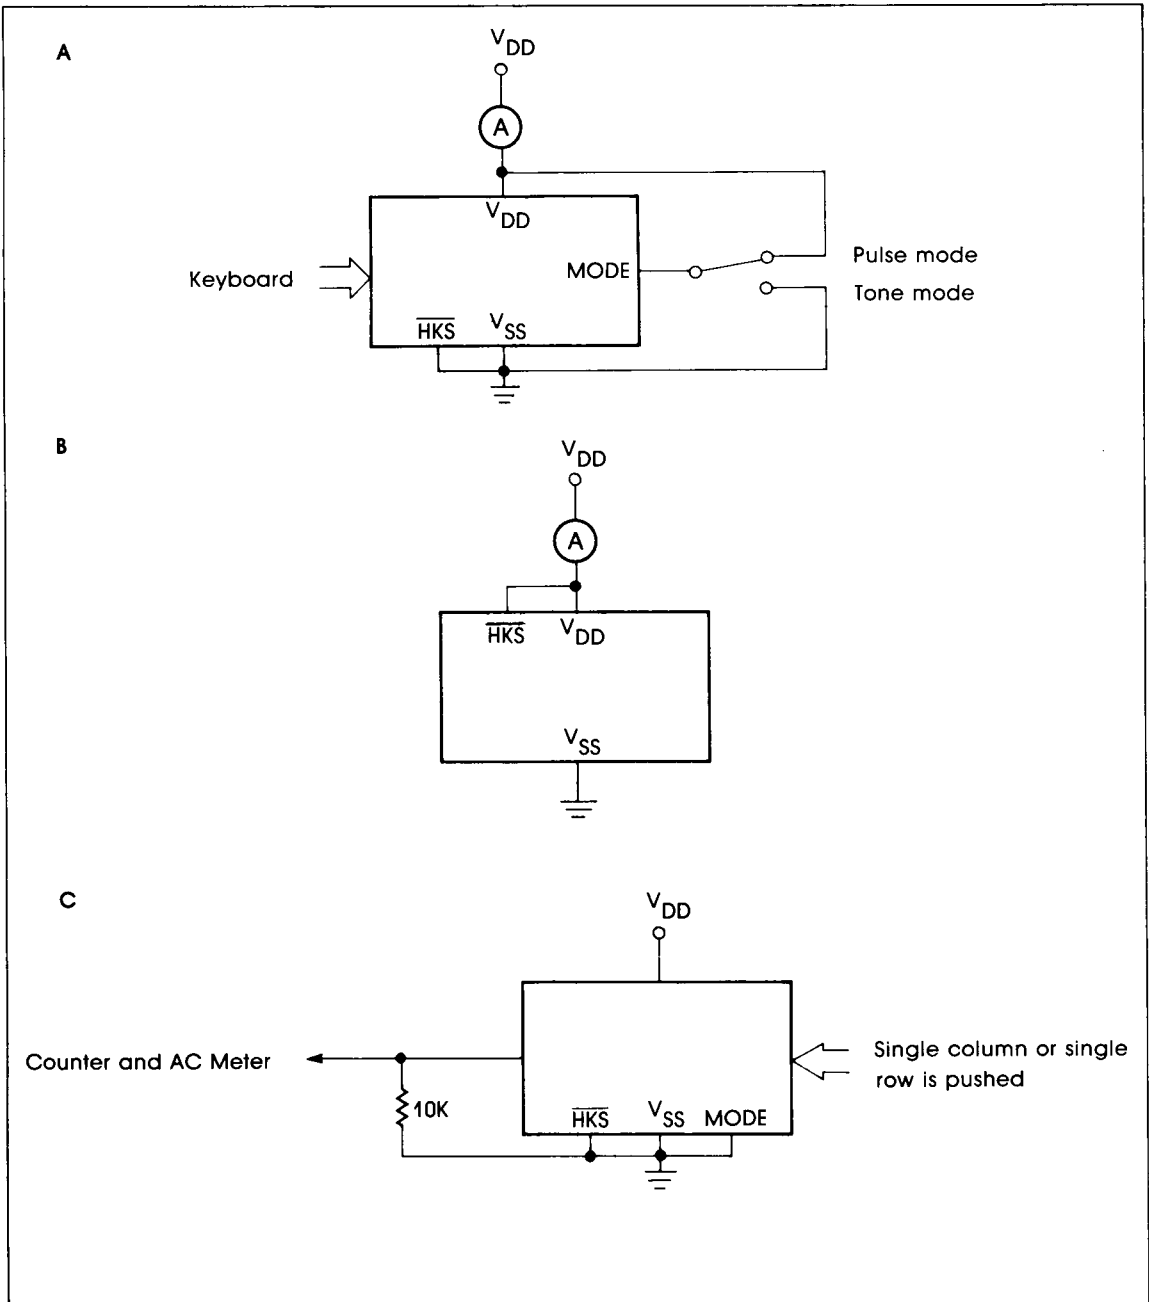 A
VDD
A
VDD
Keyboard
MODE
Pulse mode
Tone mode
HKS VSS
B
VDD
A
HKS VDD
VSS
C
VDD
Counter and AC Meter
Single column or single
row is pushed
10K
HKS VSS MODE